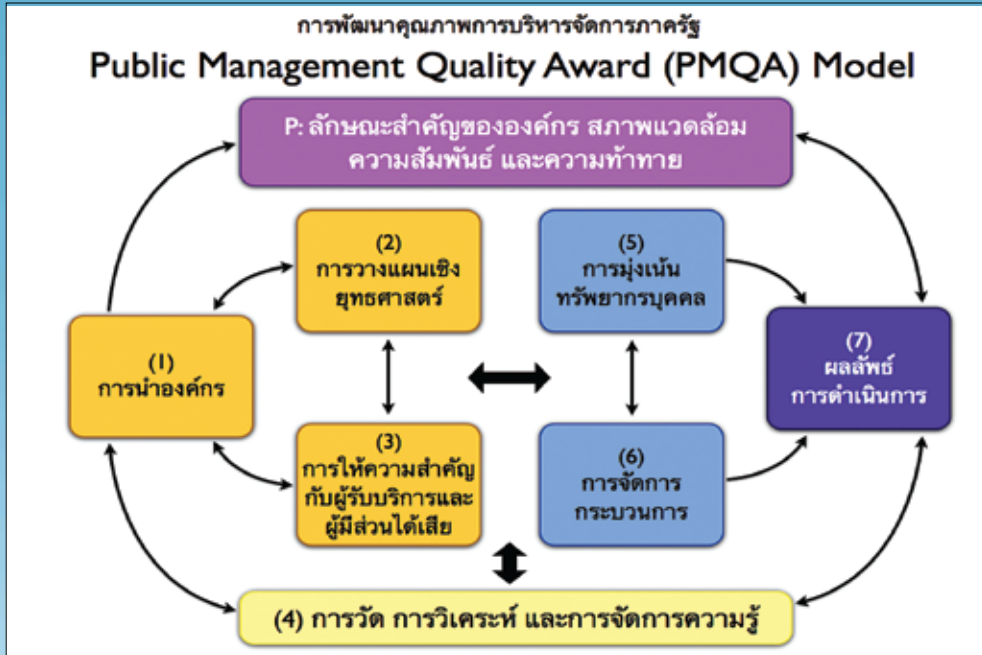 การพัฒนาคุณภาพการบริหารจัดการภาครัฐ
Public Management Quality Award (PMQA) Model
P: ลักษณะสำคัญขององค์กร สภาพแวดล้อม
ความสัมพันธ์ และความท้าทาย
(2)
การวางแผนเชิง
ยุทธศาสตร์
(5)
การมุ่งเน้น
ทรัพยากรบุคคล
(1)
การนำองค์กร
(7)
ผลลัพธ์
การดำเนินการ
(3)
การให้ความสำคัญ
กับผู้รับบริการและ
ผู้มีส่วนได้เสีย
(6)
การจัดการ
กระบวนการ
(4) การวัด การวิเคระห์ และการจัดการความรู้